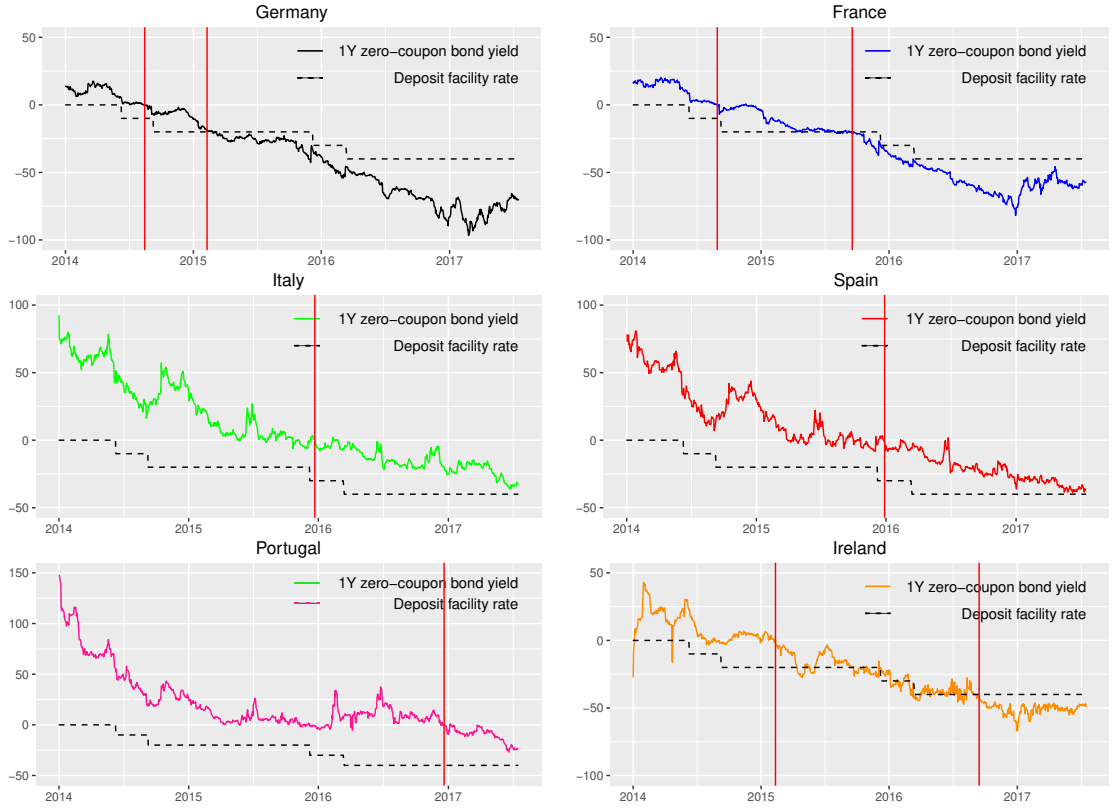 Germany
1Y zero−coupon bond yield
Deposit facility rate
0
−50
−100
2014 2015 2016 2017
France
1Y zero−coupon bond yield
Deposit facility rate
0
−50
−100
2014 2015 2016 2017
Italy
1Y zero−coupon bond yield
Deposit facility rate
100
50
0
−50
2014 2015 2016 2017
Spain
1Y zero−coupon bond yield
Deposit facility rate
100
50
0
−50
2014 2015 2016 2017
Portugal
1Y zero−coupon bond yield
Deposit facility rate
150
100
50
0
−50
2014 2015 2016 2017
Ireland
1Y zero−coupon bond yield
Deposit facility rate
50
0
−50
−100
2014 2015 2016 2017